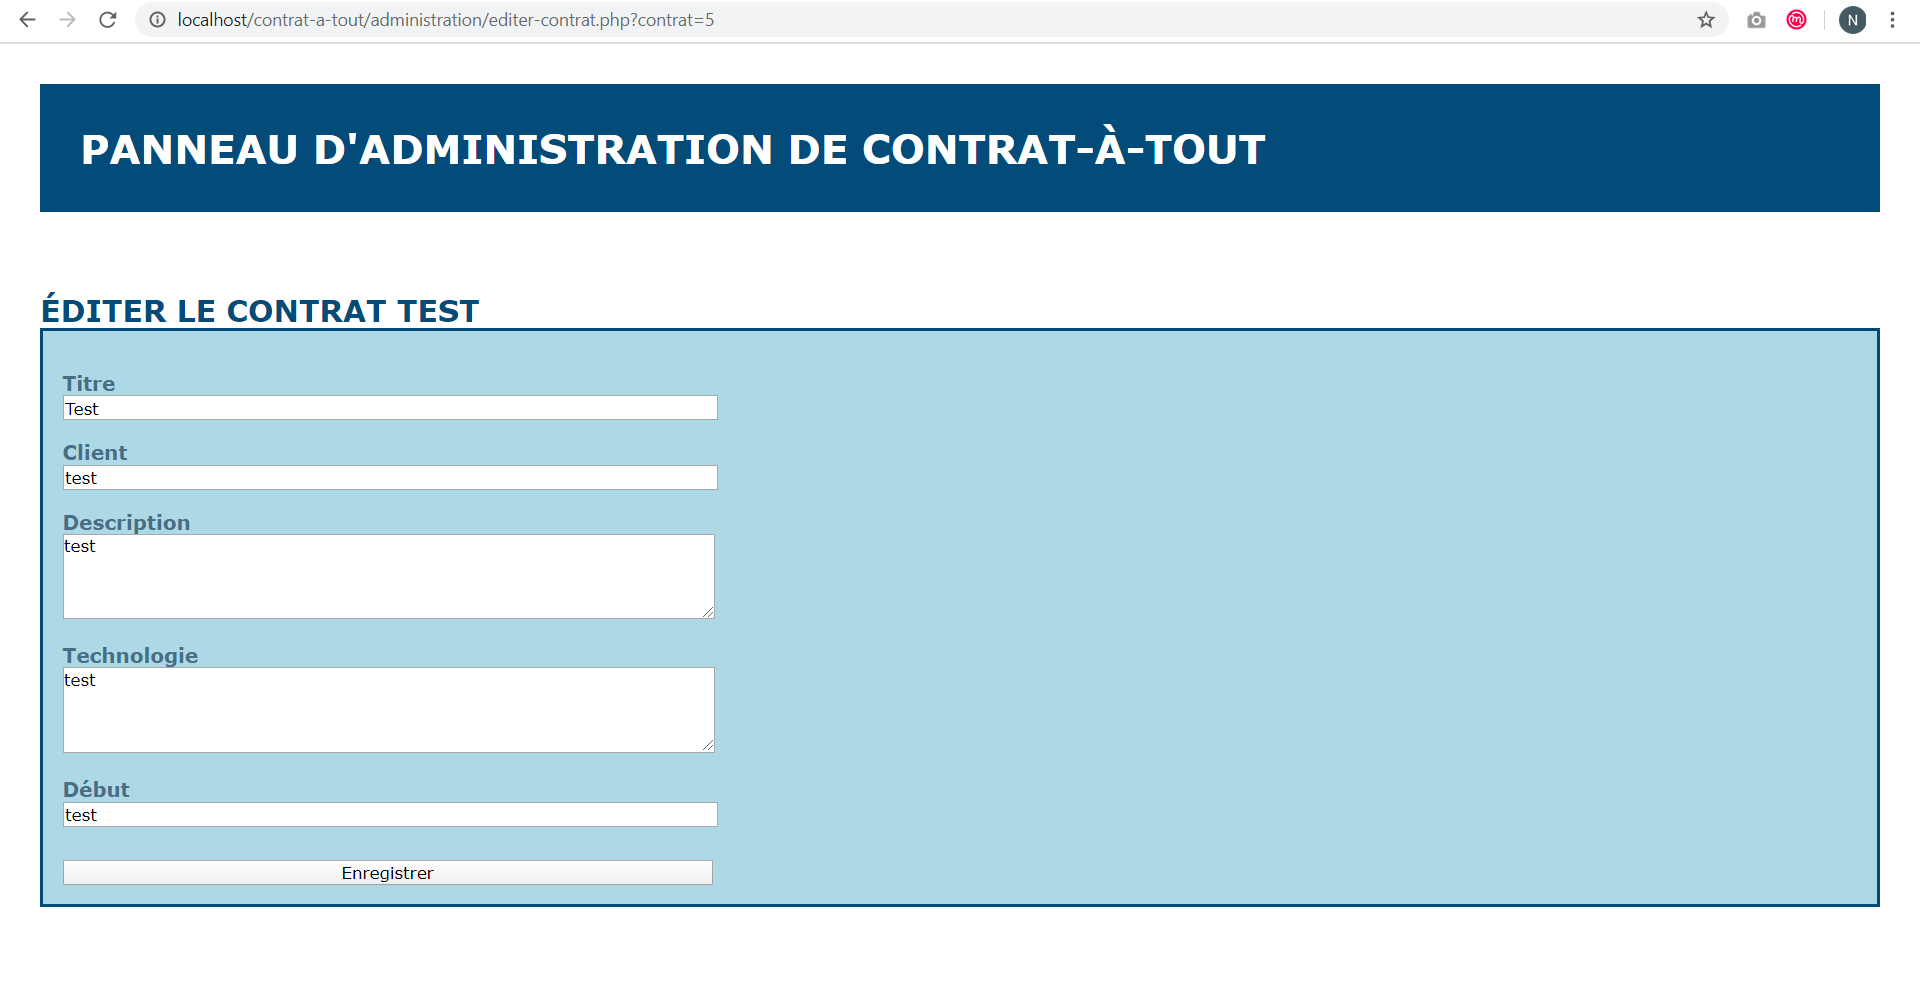 localhost/contrat-a-tout/administration/editer-contrat.php?contrat=5
N
PANNEAU D'ADMINISTRATION DE CONTRAT-À-TOUT
ÉDITER LE CONTRAT TEST
Titre
Test
Client
test
Description
test
Technologie
test
Début
test
Enregistrer